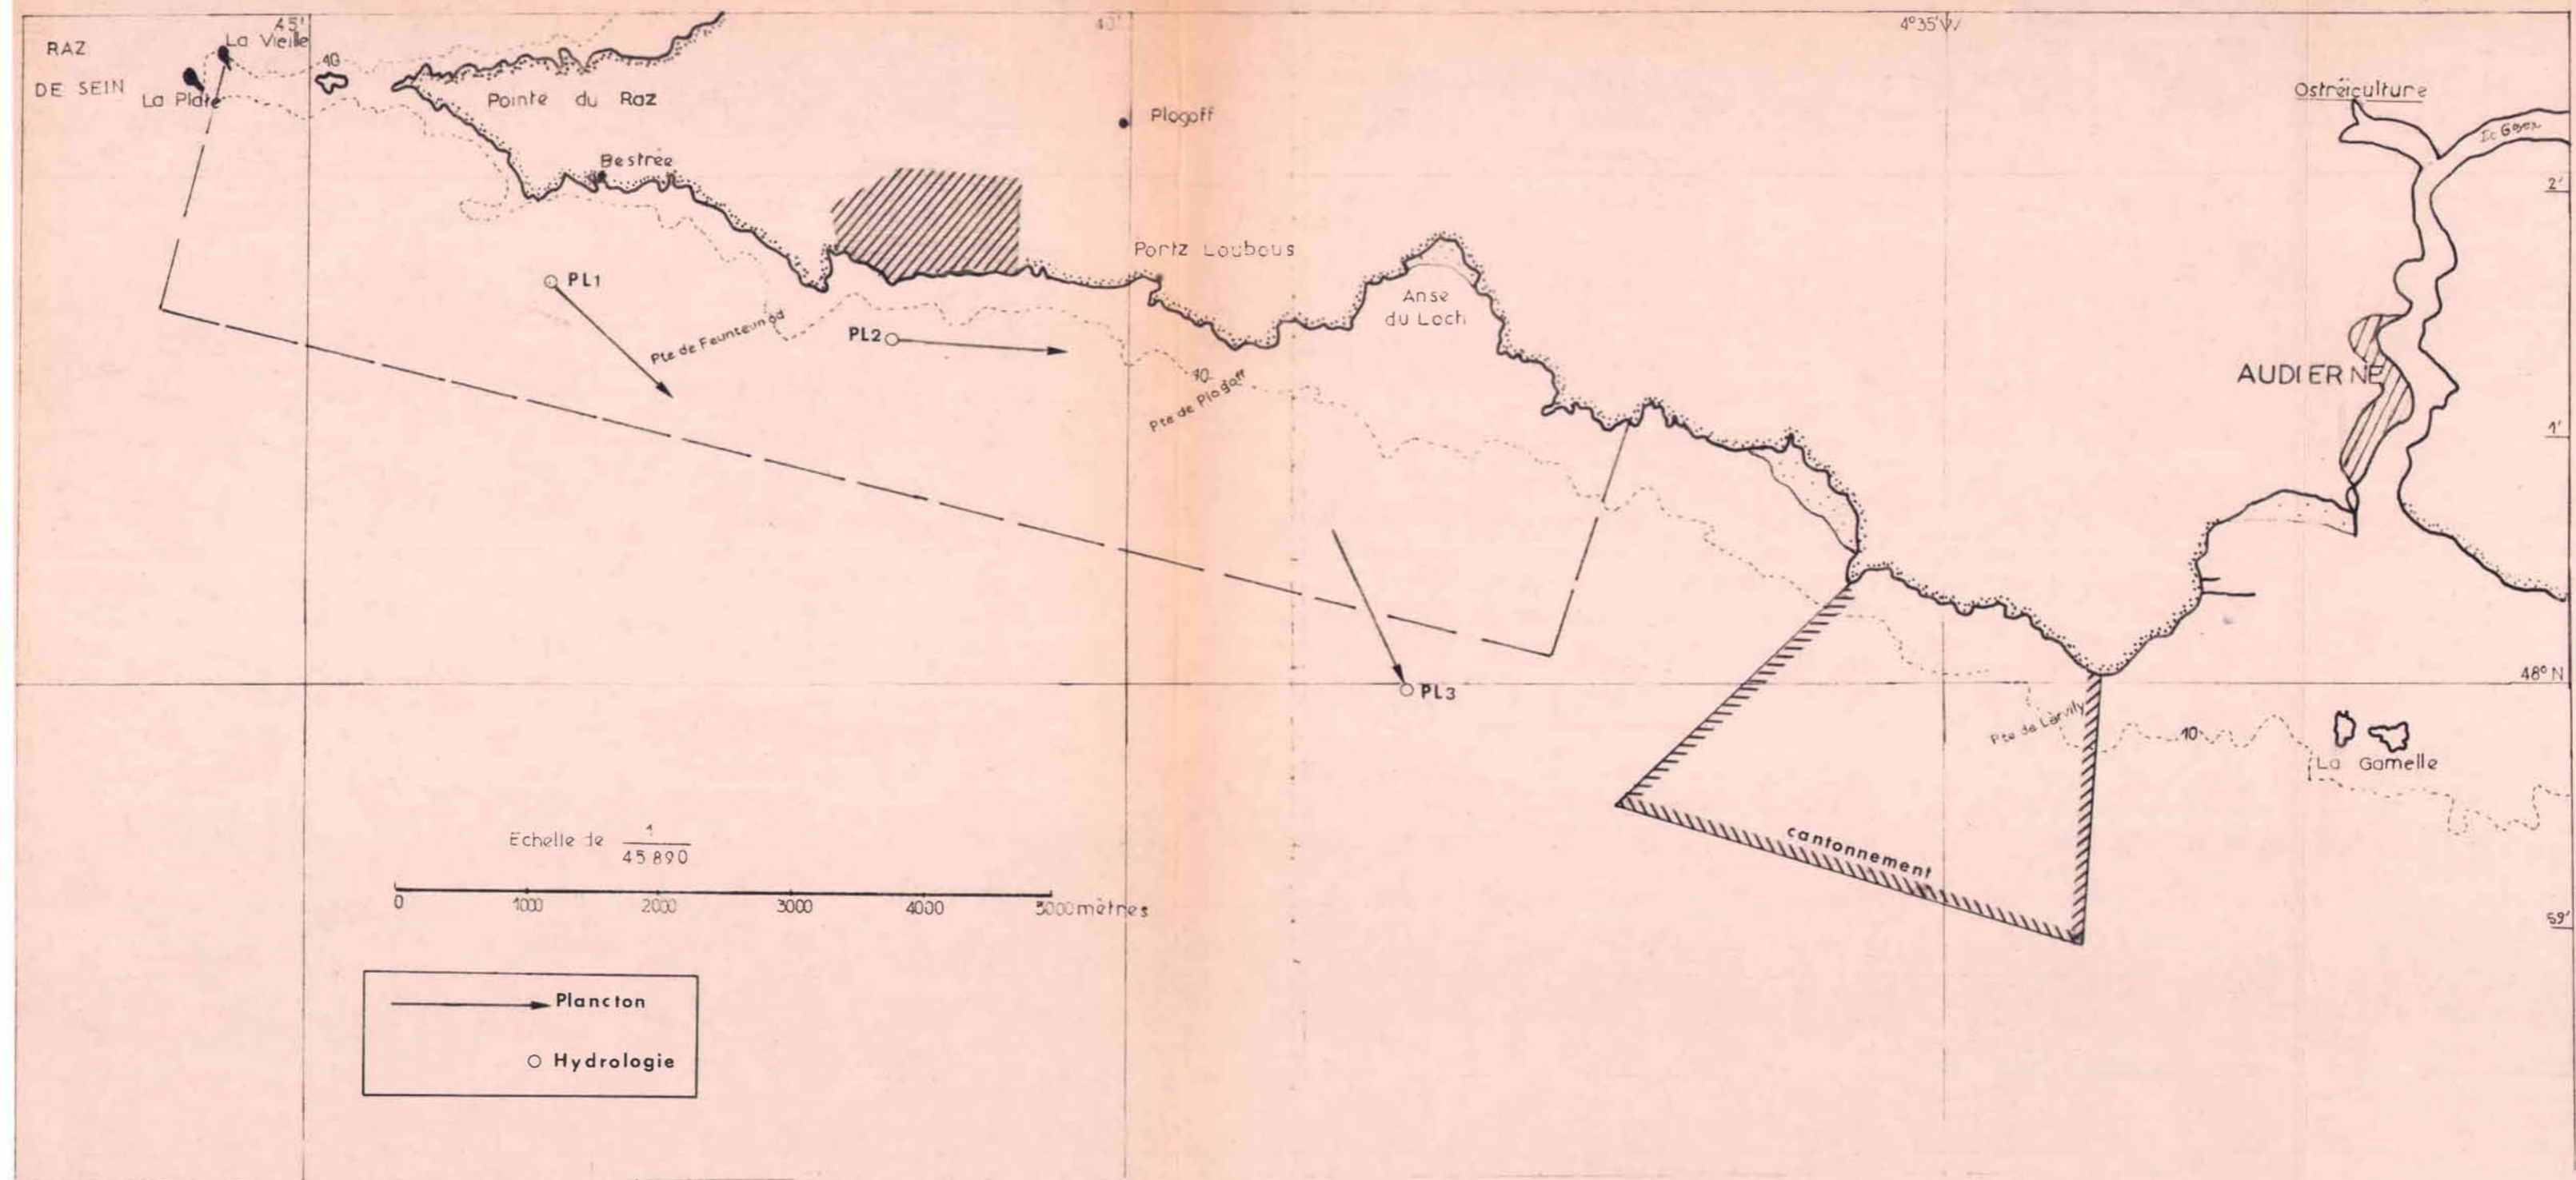 45'
40'
4°35'W
RAZ
DE SEIN
La Vieille
La Plate
10
Pointe du Raz
Plogoff
Ostréiculture
Le Goyen
2'
Bestrée
Portz Loubous
Anse
du Loch
PL1
Pte de Feunteunod
PL2
10
Pte de Plogoff
AUDIERNE
1'
PL3
48° N
Pte de Lervily
10
La Gamelle
Echelle de 1
45 890
cantonnement
0 1000 2000 3000 4000 5000 mètres
59'
Plancton
Hydrologie